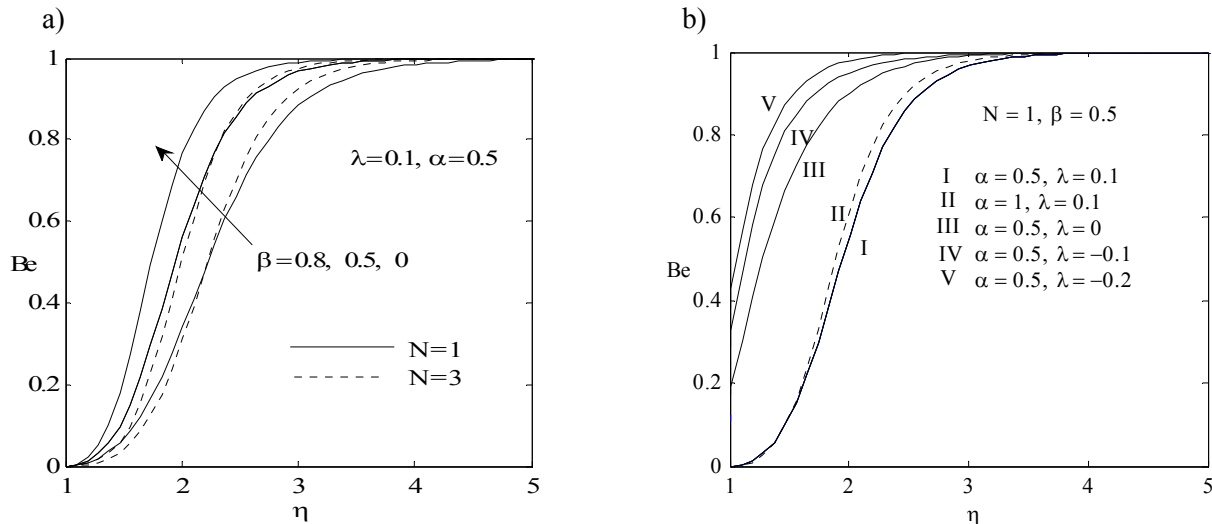 a)
1
0.8
0.6
Be
0.4
0.2
0
1
2
3
4
5
η
λ=0.1, α=0.5
β=0.8, 0.5, 0
N=1
N=3
b)
1
0.8
0.6
Be
0.4
0.2
0
1
2
3
4
5
η
V
IV
III
II
I
N = 1, β = 0.5
I α = 0.5, λ = 0.1
II α = 1, λ = 0.1
III α = 0.5, λ = 0
IV α = 0.5, λ = −0.1
V α = 0.5, λ = −0.2